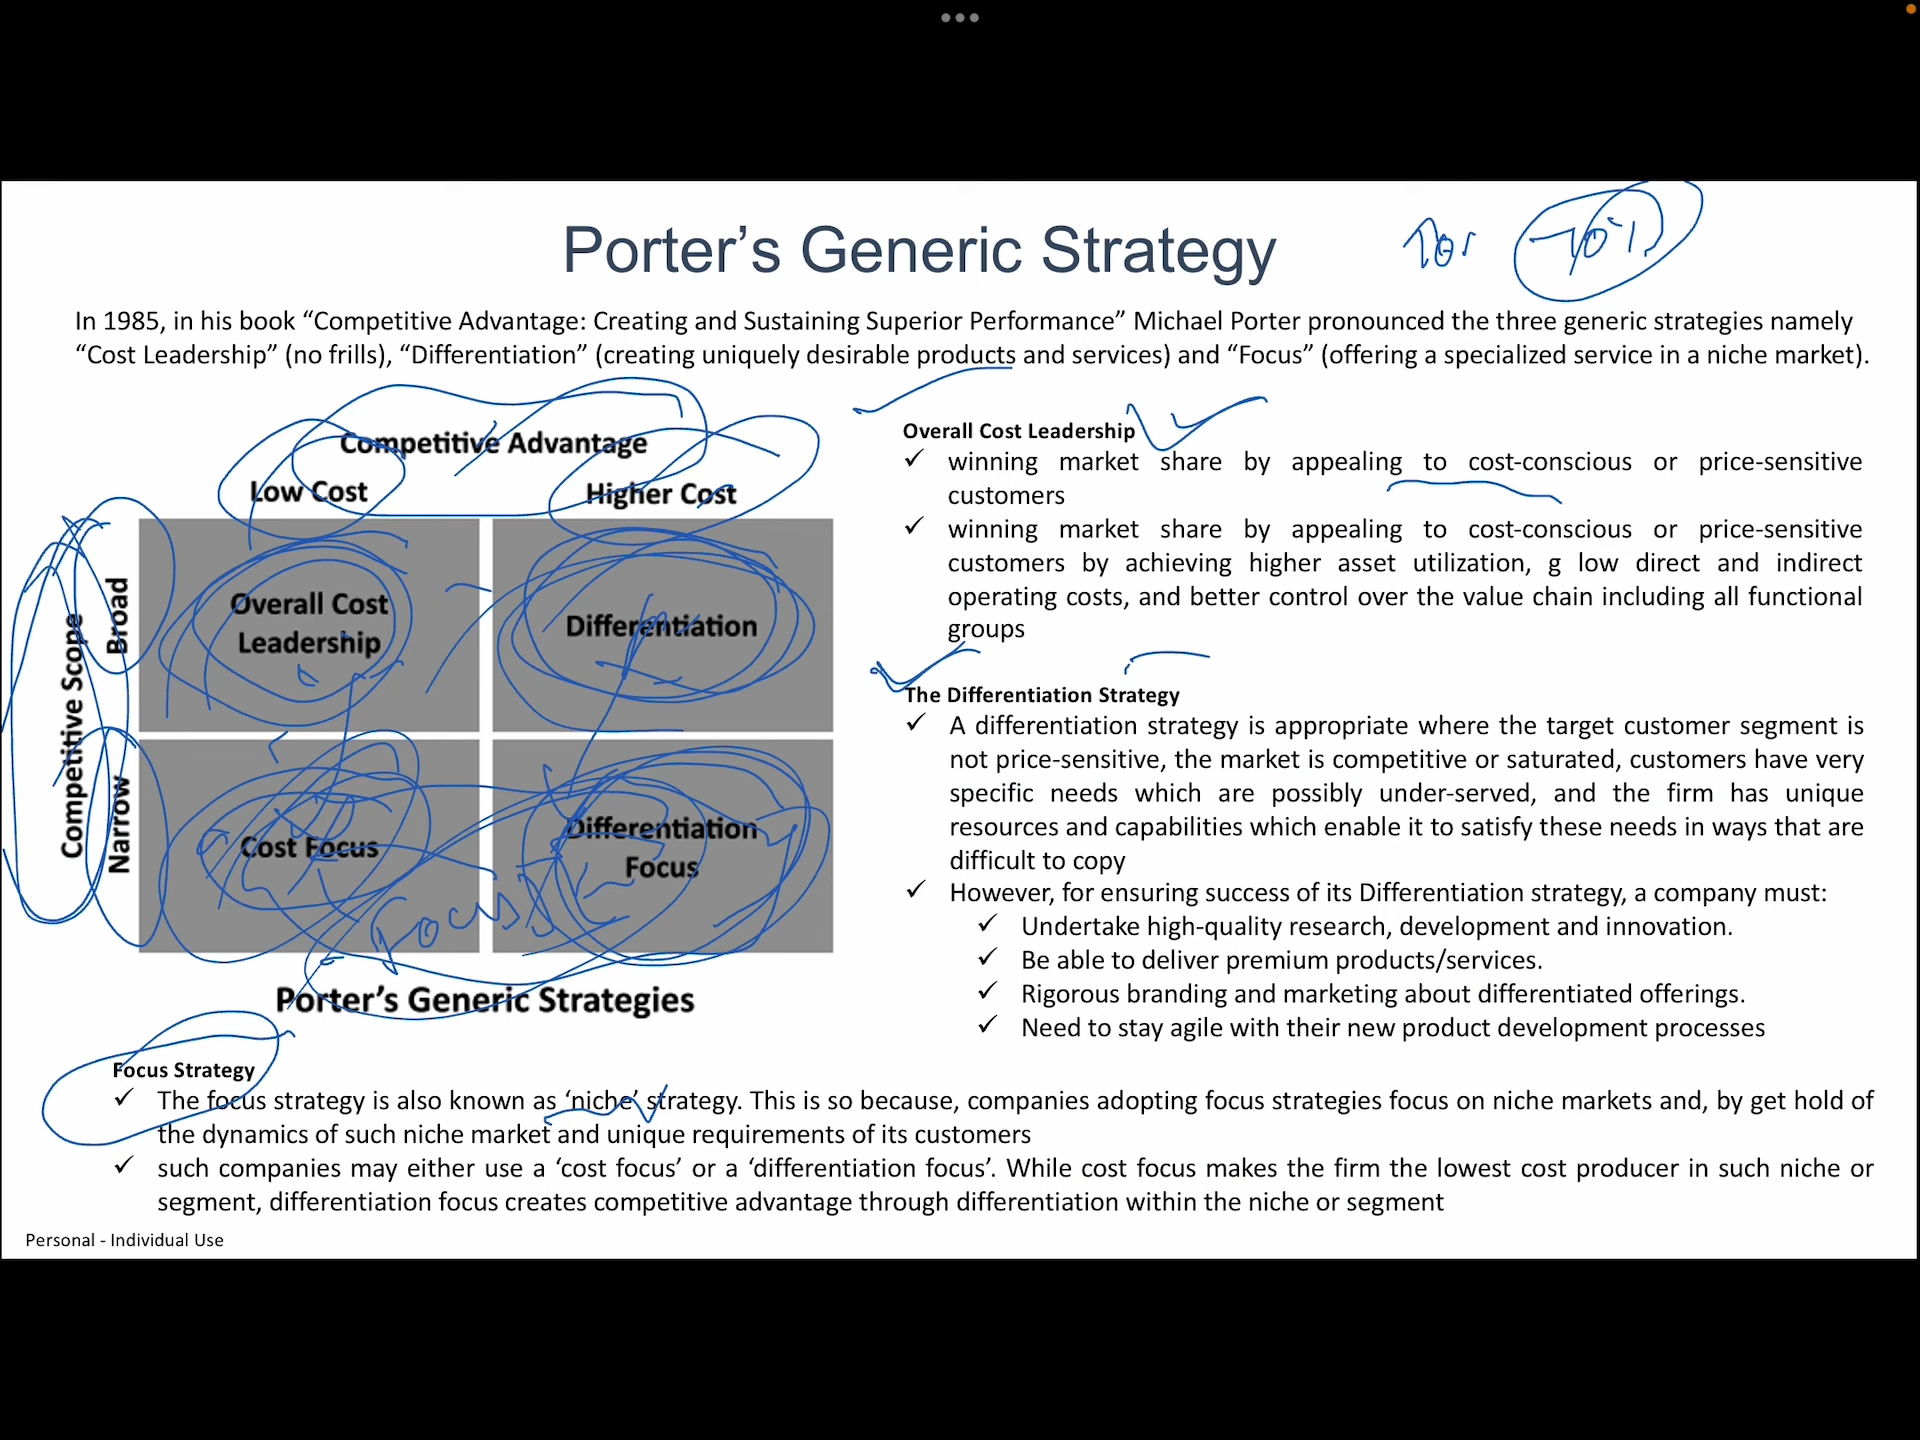 Porter’s Generic Strategy
70%
In 1985, in his book “Competitive Advantage: Creating and Sustaining Superior Performance” Michael Porter pronounced the three generic strategies namely
“Cost Leadership” (no frills), “Differentiation” (creating uniquely desirable products and services) and “Focus” (offering a specialized service in a niche market).
Competitive Advantage
Low Cost
Higher Cost
Competitive Scope
Broad
Narrow
Overall Cost
Leadership
Differentiation
Cost Focus
Differentiation
Focus
Focus
Porter’s Generic Strategies
Overall Cost Leadership
✓ winning market share by appealing to cost-conscious or price-sensitive
customers
✓ winning market share by appealing to cost-conscious or price-sensitive
customers by achieving higher asset utilization, g low direct and indirect
operating costs, and better control over the value chain including all functional
groups
The Differentiation Strategy
✓ A differentiation strategy is appropriate where the target customer segment is
not price-sensitive, the market is competitive or saturated, customers have very
specific needs which are possibly under-served, and the firm has unique
resources and capabilities which enable it to satisfy these needs in ways that are
difficult to copy
✓ However, for ensuring success of its Differentiation strategy, a company must:
✓ Undertake high-quality research, development and innovation.
✓ Be able to deliver premium products/services.
✓ Rigorous branding and marketing about differentiated offerings.
✓ Need to stay agile with their new product development processes
Focus Strategy
✓ The focus strategy is also known as ‘niche’ strategy. This is so because, companies adopting focus strategies focus on niche markets and, by get hold of
the dynamics of such niche market and unique requirements of its customers
✓ such companies may either use a ‘cost focus’ or a ‘differentiation focus’. While cost focus makes the firm the lowest cost producer in such niche or
segment, differentiation focus creates competitive advantage through differentiation within the niche or segment
Personal - Individual Use